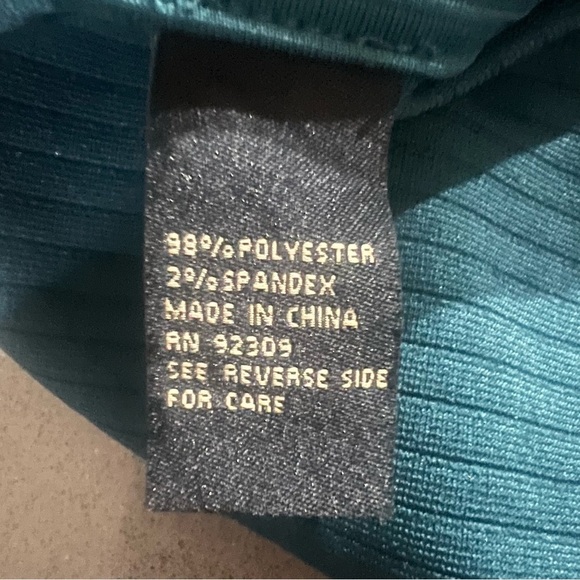 98% POLYESTER
2% SPANDEX
MADE IN CHINA
RN 92309
SEE REVERSE SIDE
FOR CARE